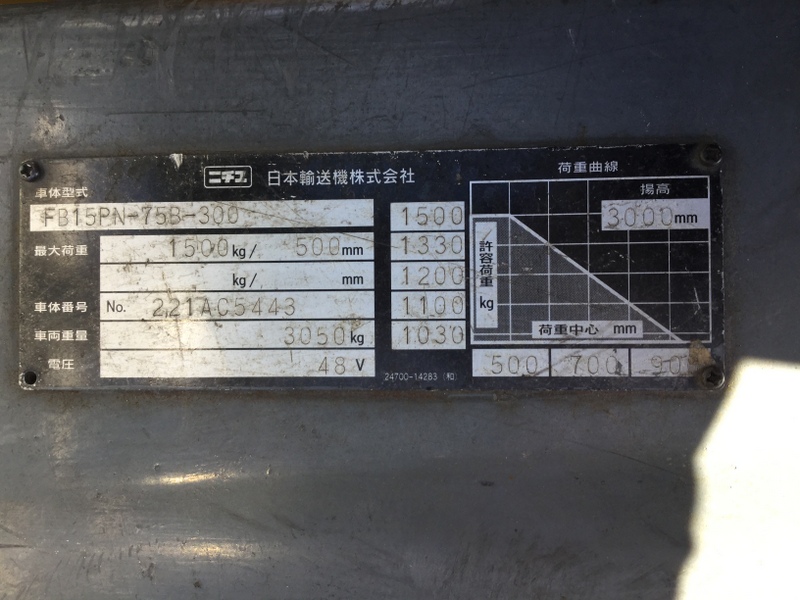 ニチユ 日本輸送機株式会社
車体型式
FB15PN-75B-300
最大荷重 1500kg/ 500mm
kg/ mm
車体番号 No. 221AC5443
車両重量 3050kg
電圧 48V
1500
1330
1200
1100
1030
24700-14283 (和)
荷重曲線
揚高
3000mm
許容荷重 kg
荷重中心 mm
500 700 90